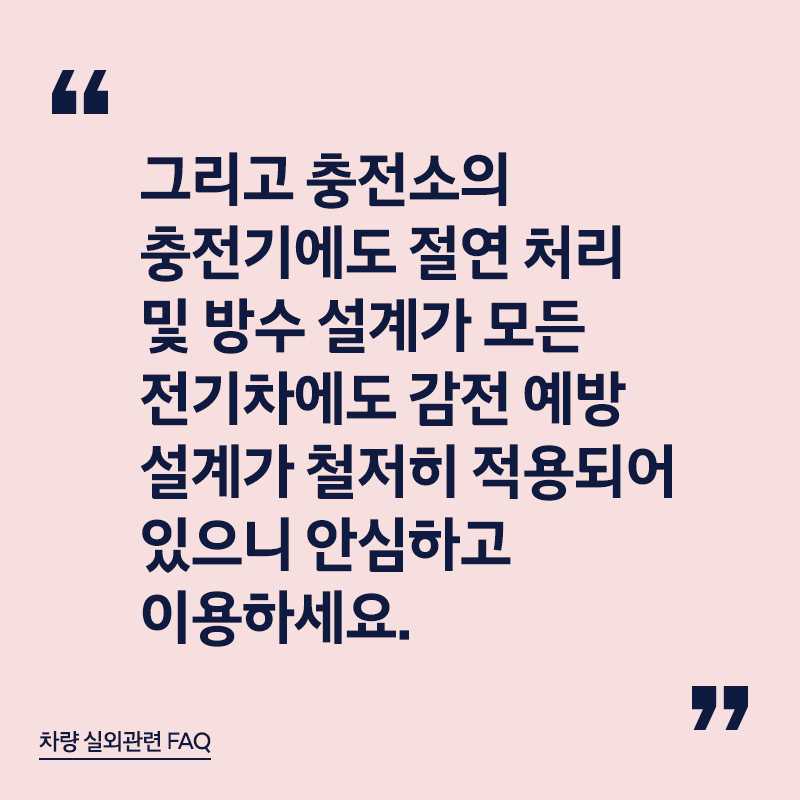 “
그리고 충전소의
충전기에도 절연 처리
및 방수 설계가 모든
전기차에도 감전 예방
설계가 철저히 적용되어
있으니 안심하고
이용하세요.
”
차량 실외관련 FAQ